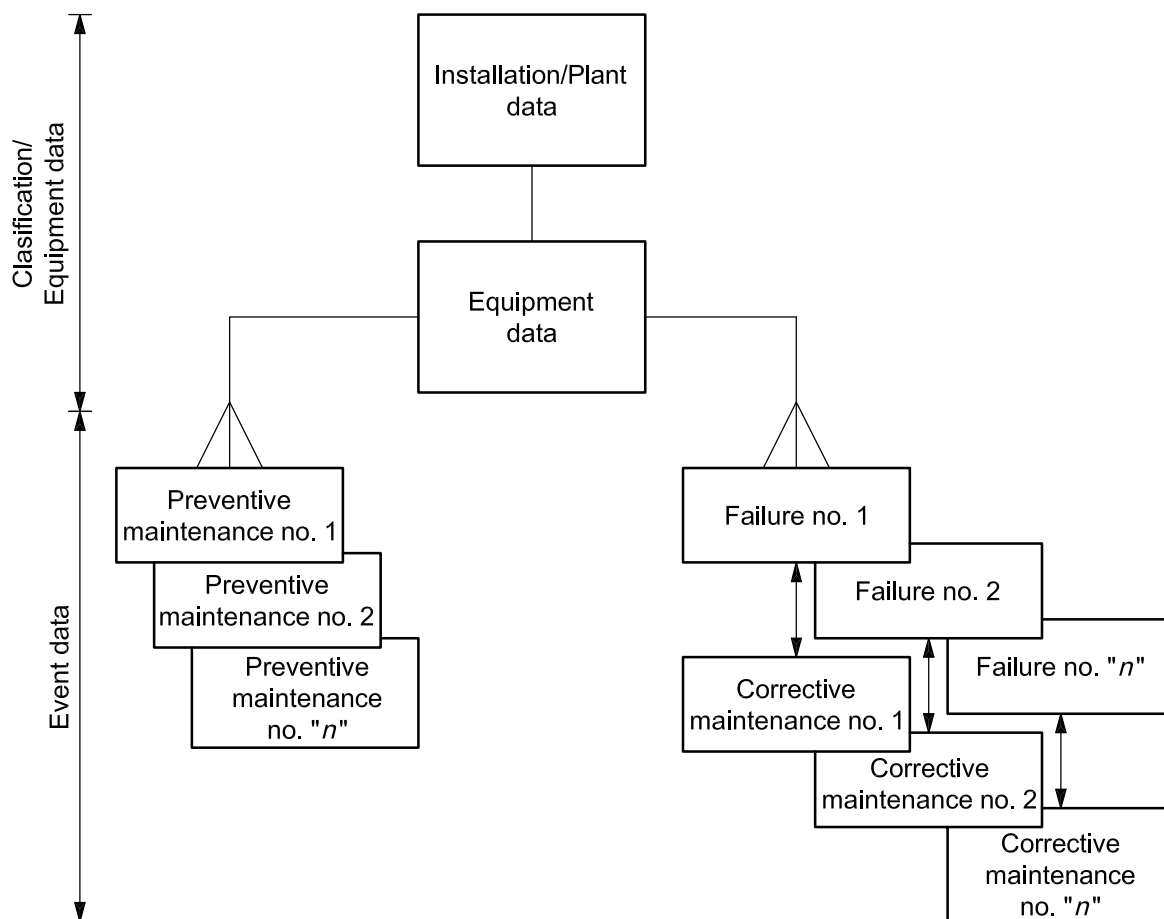 Installation/Plant
data
Clasification/
Equipment data
Equipment
data
Event data
Preventive
maintenance no. 1
Preventive
maintenance no. 2
Preventive
maintenance
no. "n"
Failure no. 1
Failure no. 2
Failure no. "n"
Corrective
maintenance no. 1
Corrective
maintenance no. 2
Corrective
maintenance
no. "n"